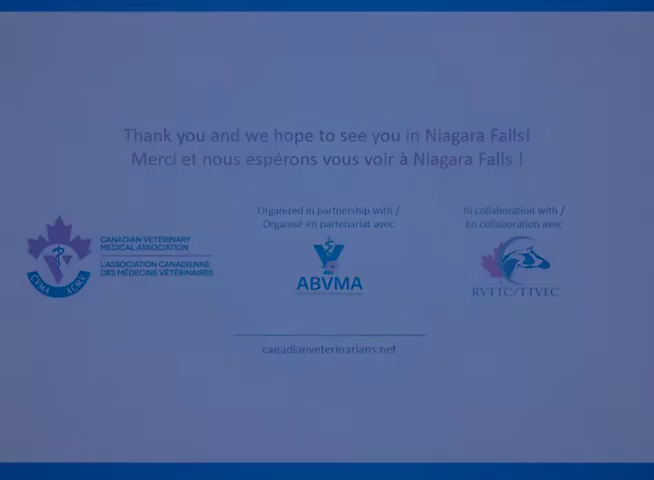 Thank you and we hope to see you in Niagara Falls!
Merci et nous espérons vous voir à Niagara Falls !
Organized in partnership with /
Organisé en partenariat avec
In collaboration with /
En collaboration avec
CANADIAN VETERINARY
MEDICAL ASSOCIATION
L'ASSOCIATION CANADIENNE
DES MÉDECINS VÉTÉRINAIRES
CVMA ACMV
ABVMA
RVTTC/TTVEC
canadianveterinarians.net